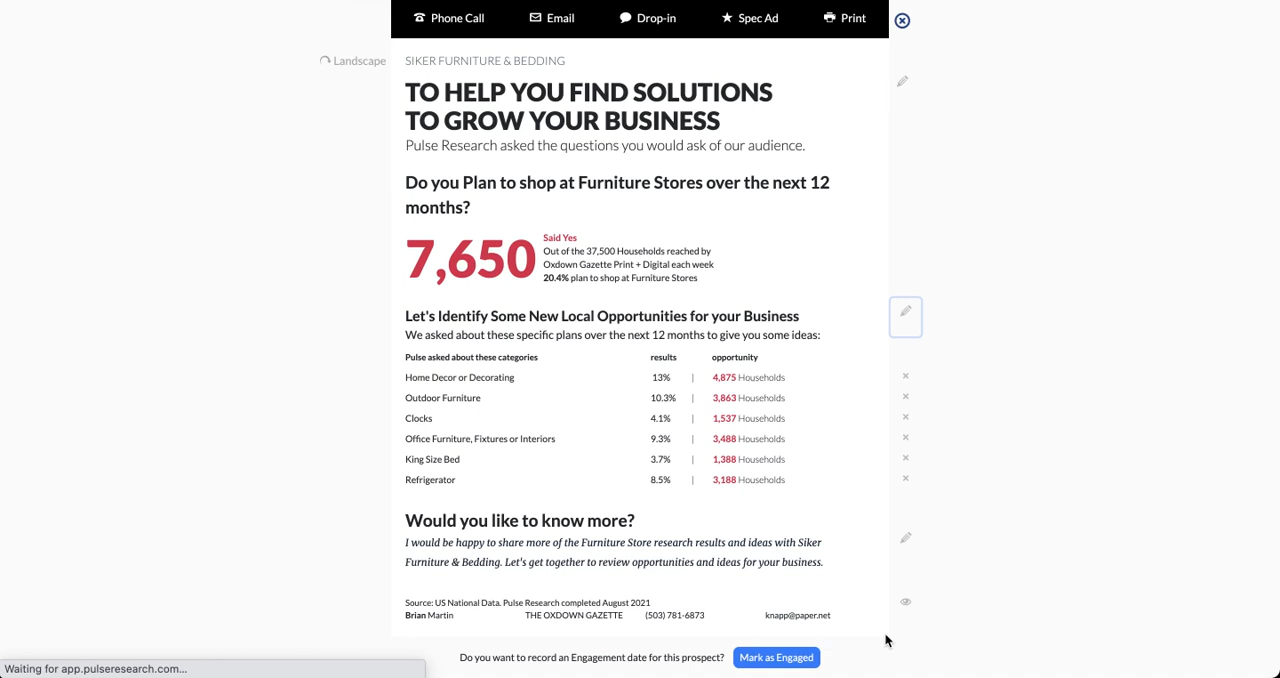 Phone Call Email Drop-in Spec Ad Print
Landscape
SIKER FURNITURE & BEDDING
TO HELP YOU FIND SOLUTIONS
TO GROW YOUR BUSINESS
Pulse Research asked the questions you would ask of our audience.
Do you Plan to shop at Furniture Stores over the next 12
months?
7,650
Said Yes
Out of the 37,500 Households reached by
Oxdown Gazette Print + Digital each week
20.4% plan to shop at Furniture Stores
Let's Identify Some New Local Opportunities for your Business
We asked about these specific plans over the next 12 months to give you some ideas:
Pulse asked about these categories results opportunity
Home Decor or Decorating 13% | 4,875 Households
Outdoor Furniture 10.3% | 3,863 Households
Clocks 4.1% | 1,537 Households
Office Furniture, Fixtures or Interiors 9.3% | 3,488 Households
King Size Bed 3.7% | 1,388 Households
Refrigerator 8.5% | 3,188 Households
Would you like to know more?
I would be happy to share more of the Furniture Store research results and ideas with Siker
Furniture & Bedding. Let's get together to review opportunities and ideas for your business.
Source: US National Data. Pulse Research completed August 2021
Brian Martin THE OXDOWN GAZETTE (503) 781-6873 knapp@paper.net
Do you want to record an Engagement date for this prospect? Mark as Engaged
Waiting for app.pulseresearch.com...